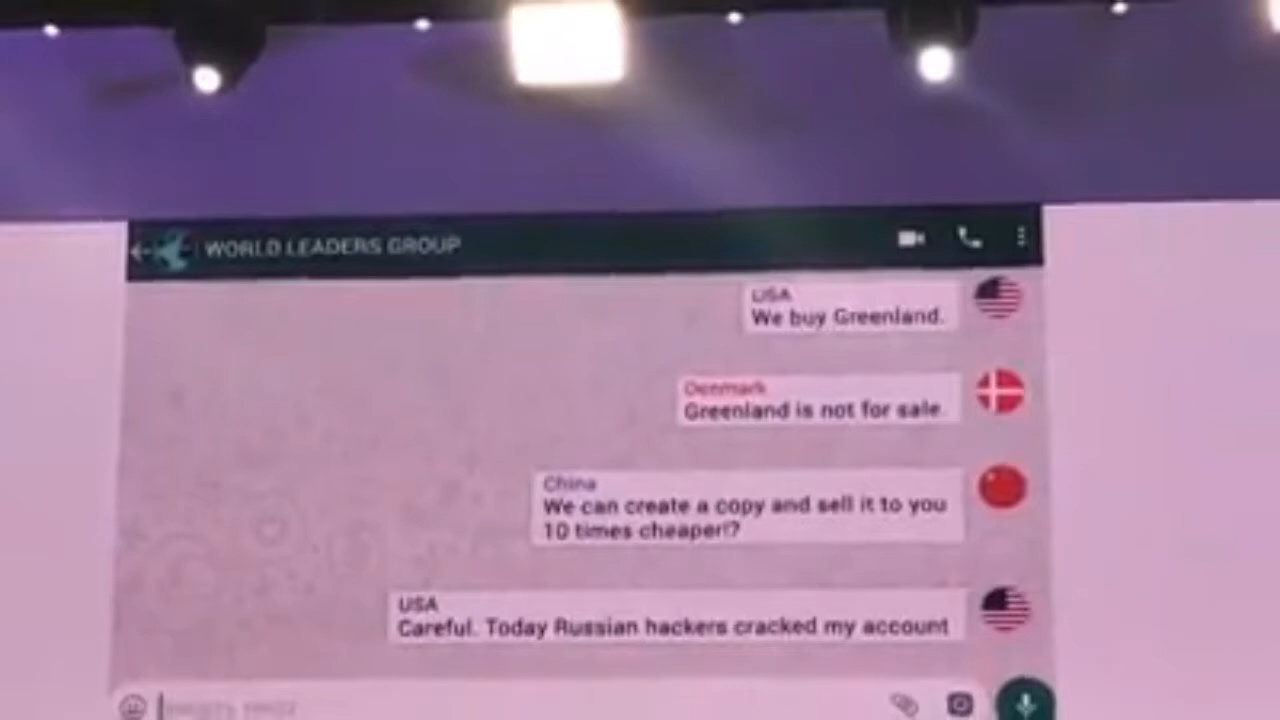 WORLD LEADERS GROUP
USA
We buy Greenland.
Denmark
Greenland is not for sale.
China
We can create a copy and sell it to you
10 times cheaper!?
USA
Careful. Today Russian hackers cracked my account